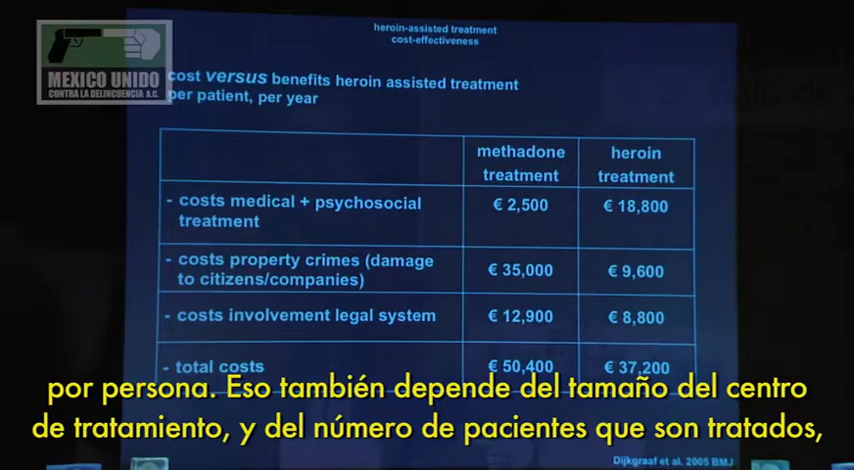 heroin-assisted treatment
cost-effectiveness
MEXICO UNIDO
CONTRA LA DELINCUENCIA A.C.
cost versus benefits heroin assisted treatment
per patient, per year
methadone treatment heroin treatment
- costs medical + psychosocial treatment € 2,500 € 18,800
- costs property crimes (damage to citizens/companies) € 35,000 € 9,600
- costs involvement legal system € 12,900 € 8,800
- total costs € 50,400 € 37,200
por persona. Eso también depende del tamaño del centro
de tratamiento, y del número de pacientes que son tratados,
Dijkgraaf et al. 2005 BMJ